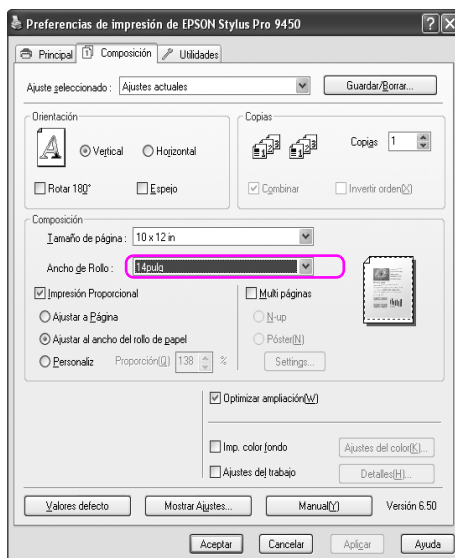 Preferencias de impresión de EPSON Stylus Pro 9450
Principal Composición Utilidades
Ajuste seleccionado : Ajustes actuales Guardar/Borrar...
Orientación Copias
Vertical Horizontal Copias 1
Rotar 180° Espejo Combinar Invertir orden(X)
Composición
Tamaño de página : 10 x 12 in
Ancho de Rollo : 14pulg
Impresión Proporcional Multi páginas
Ajustar a Página N-up
Ajustar al ancho del rollo de papel Póster(N)
Personaliz Proporción(Q) 138 % Settings...
Optimizar ampliación(W)
Imp. color fondo Ajustes del color(K)...
Ajustes del trabajo Detalles(H)...
Valores defecto Mostrar Ajustes... Manual(Y) Versión 6.50
Aceptar Cancelar Aplicar Ayuda